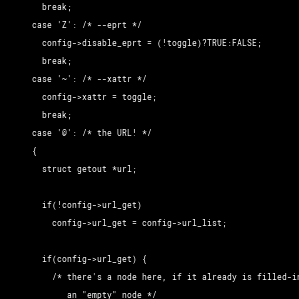 break;
case 'Z': /* --eprt */
config->disable_eprt = (!toggle)?TRUE:FALSE;
break;
case '~': /* --xattr */
config->xattr = toggle;
break;
case '@': /* the URL! */
{
struct getout *url;
if(!config->url_get)
config->url_get = config->url_list;
if(config->url_get) {
/* there's a node here, if it already is filled-in
an "empty" node */